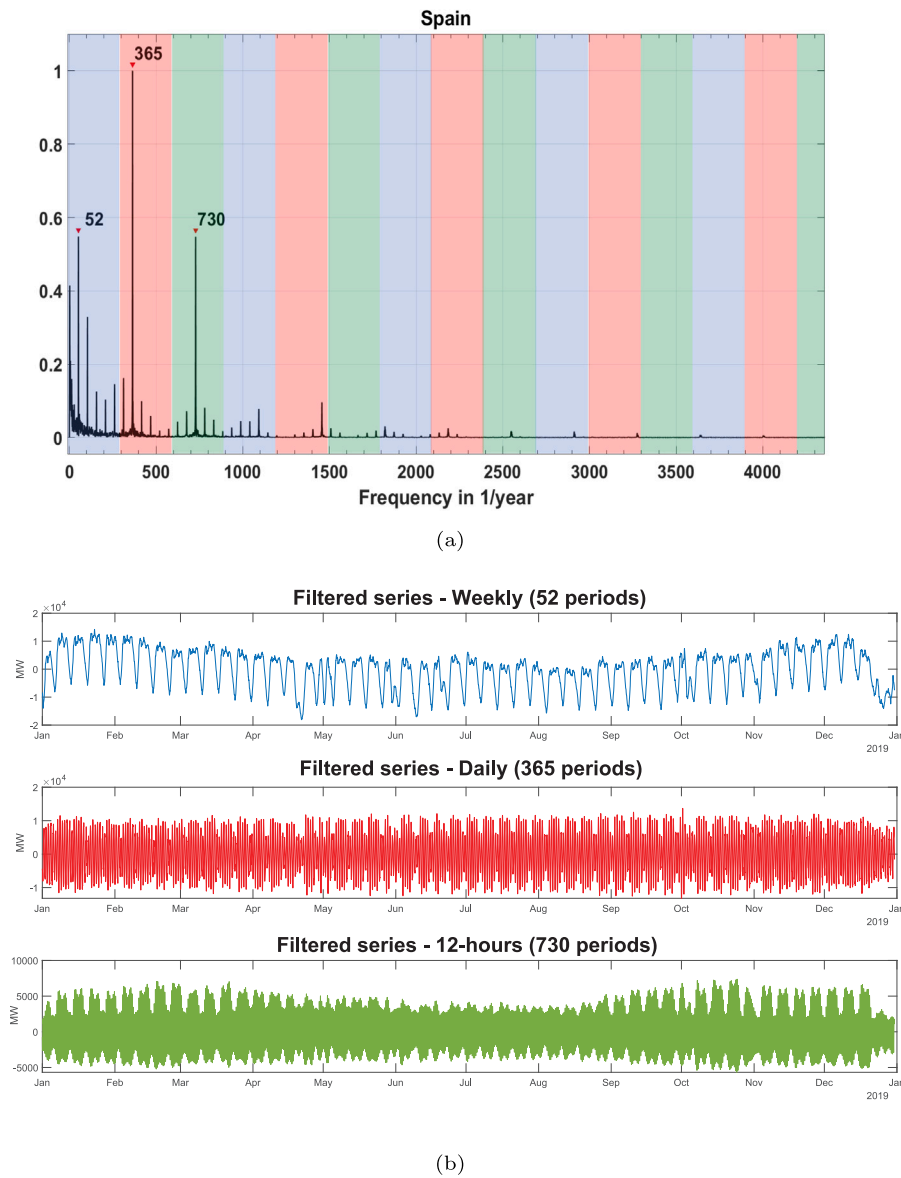 Spain
365
1
0.8
52
730
0.6
0.4
0.2
0
0 500 1000 1500 2000 2500 3000 3500 4000
Frequency in 1/year
(a)
Filtered series - Weekly (52 periods)
×10⁴
2
1
0
-1
-2
MW
Jan Feb Mar Apr May Jun Jul Aug Sep Oct Nov Dec Jan
2019
Filtered series - Daily (365 periods)
×10⁴
2
1
0
-1
MW
Jan Feb Mar Apr May Jun Jul Aug Sep Oct Nov Dec Jan
2019
Filtered series - 12-hours (730 periods)
10000
5000
0
-5000
MW
Jan Feb Mar Apr May Jun Jul Aug Sep Oct Nov Dec Jan
2019
(b)